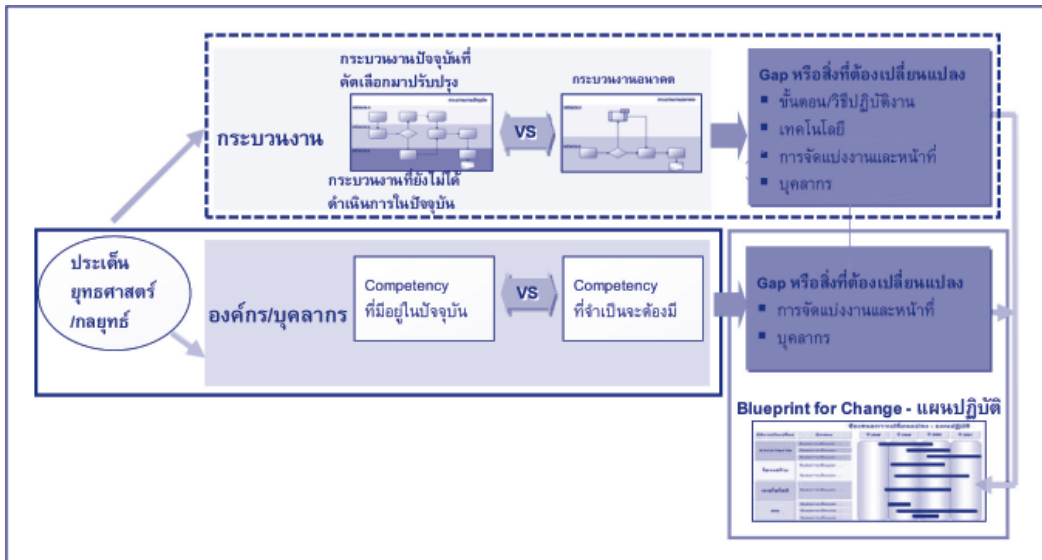 กระบวนงานปัจจุบันที่
คัดเลือกมาปรับปรุง
กระบวนงานอนาคต
กระบวนงาน
VS
กระบวนงานที่ยังไม่ได้
ดำเนินการในปัจจุบัน
Gap หรือสิ่งที่ต้องเปลี่ยนแปลง
▪ ขั้นตอน/วิธีปฏิบัติงาน
▪ เทคโนโลยี
▪ การจัดแบ่งงานและหน้าที่
▪ บุคลากร
ประเด็น
ยุทธศาสตร์
/กลยุทธ์
องค์กร/บุคลากร
Competency
ที่มีอยู่ในปัจจุบัน
VS
Competency
ที่จำเป็นจะต้องมี
Gap หรือสิ่งที่ต้องเปลี่ยนแปลง
▪ การจัดแบ่งงานและหน้าที่
▪ บุคลากร
Blueprint for Change - แผนปฏิบัติ